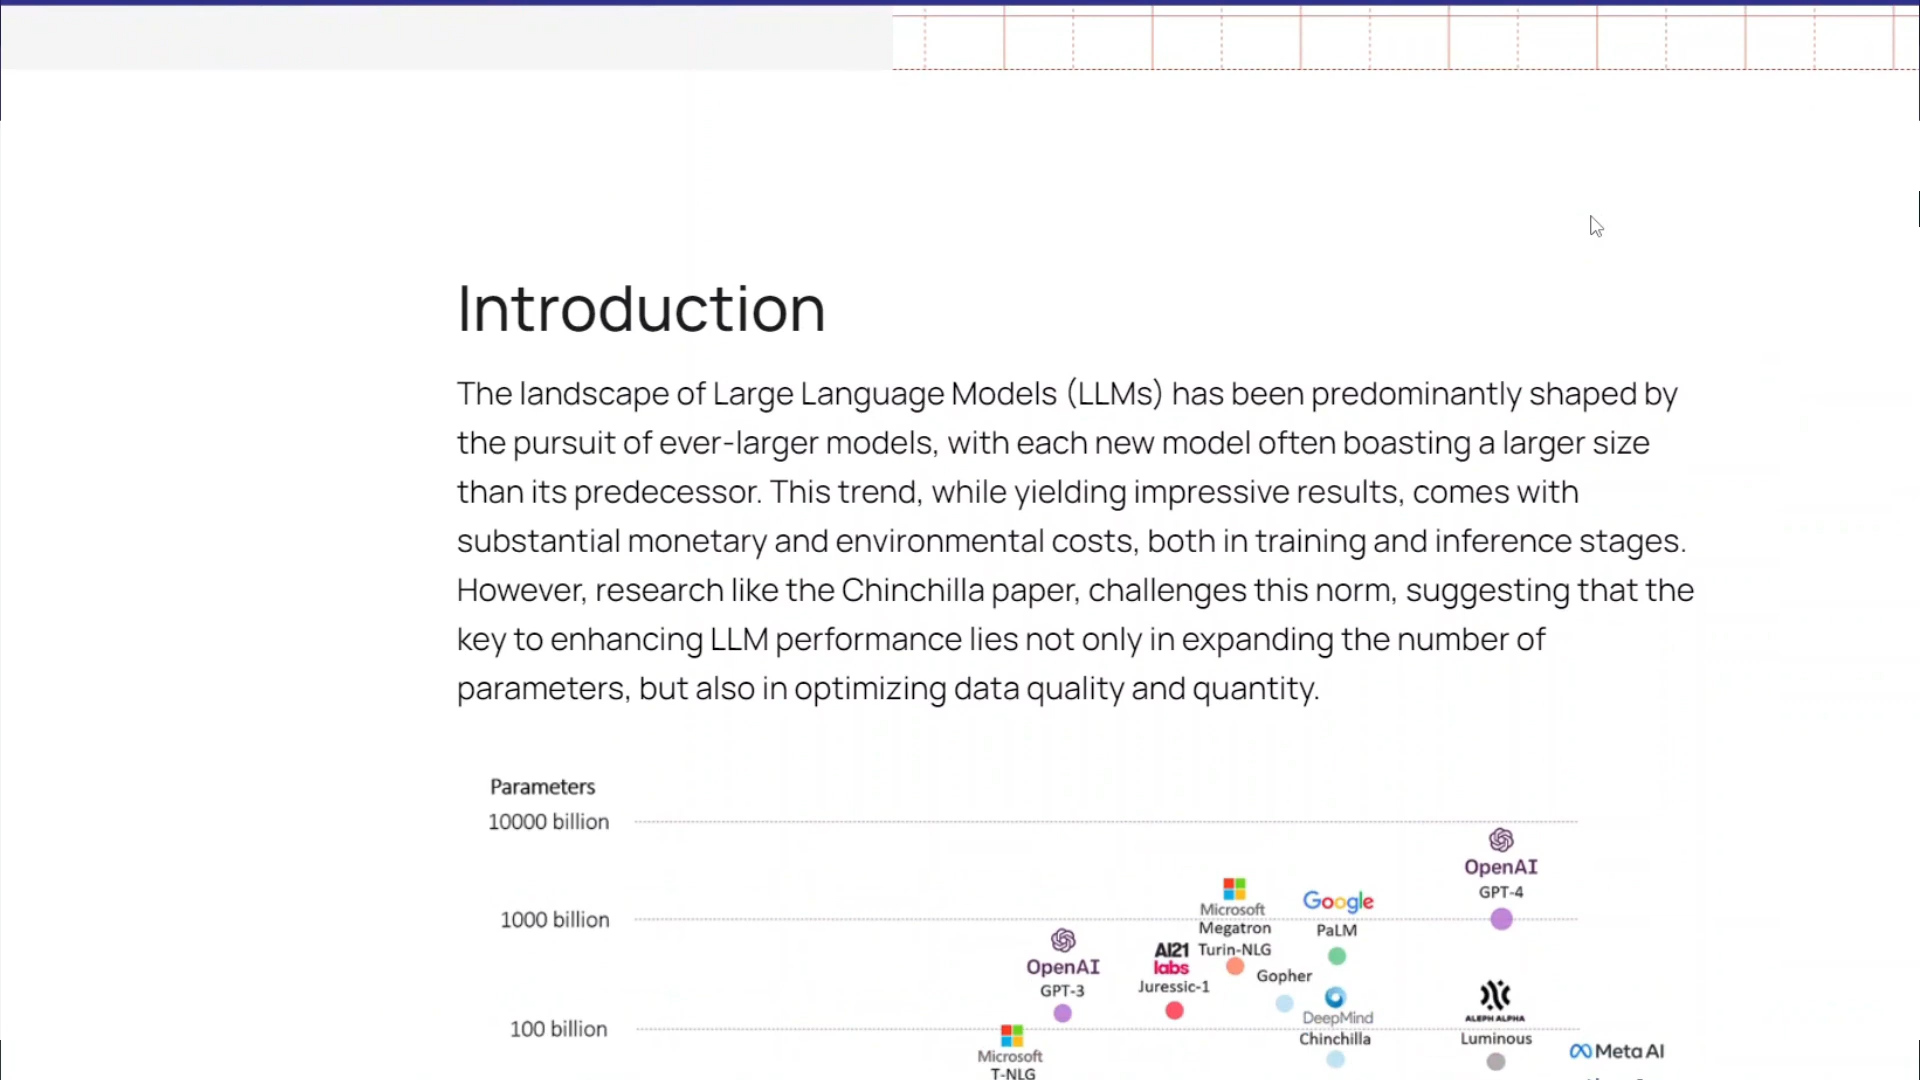 Introduction
The landscape of Large Language Models (LLMs) has been predominantly shaped by
the pursuit of ever-larger models, with each new model often boasting a larger size
than its predecessor. This trend, while yielding impressive results, comes with
substantial monetary and environmental costs, both in training and inference stages.
However, research like the Chinchilla paper, challenges this norm, suggesting that the
key to enhancing LLM performance lies not only in expanding the number of
parameters, but also in optimizing data quality and quantity.
Parameters
10000 billion
OpenAI
GPT-4
Microsoft
Megatron
Turin-NLG
Google
PaLM
1000 billion
OpenAI
GPT-3
AI21
labs
Juressic-1
Gopher
DeepMind
Chinchilla
ALEPH ALPHA
Luminous
100 billion
Microsoft
T-NLG
Meta AI